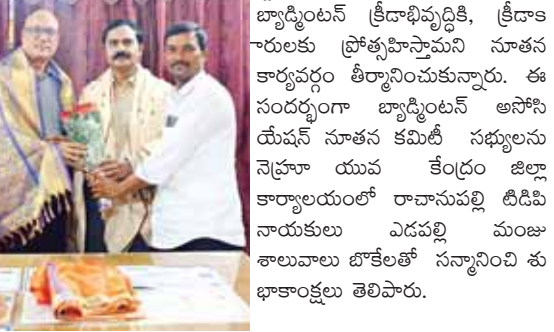 బ్యాడ్మింటన్ క్రీడాభివృద్ధికి, క్రీడాక
ారులకు ప్రోత్సహిస్తామని నూతన
కార్యవర్గం తీర్మానించుకున్నారు. ఈ
సందర్భంగా బ్యాడ్మింటన్ అసోసి
యేషన్ నూతన కమిటీ సభ్యులను
నెహ్రూ యువ కేంద్రం జిల్లా
కార్యాలయంలో రాచానుపల్లి టిడిపి
నాయకులు ఎడపల్లి మంజు
శాలువాలు బొకేలతో సన్మానించి శు
భాకాంక్షలు తెలిపారు.